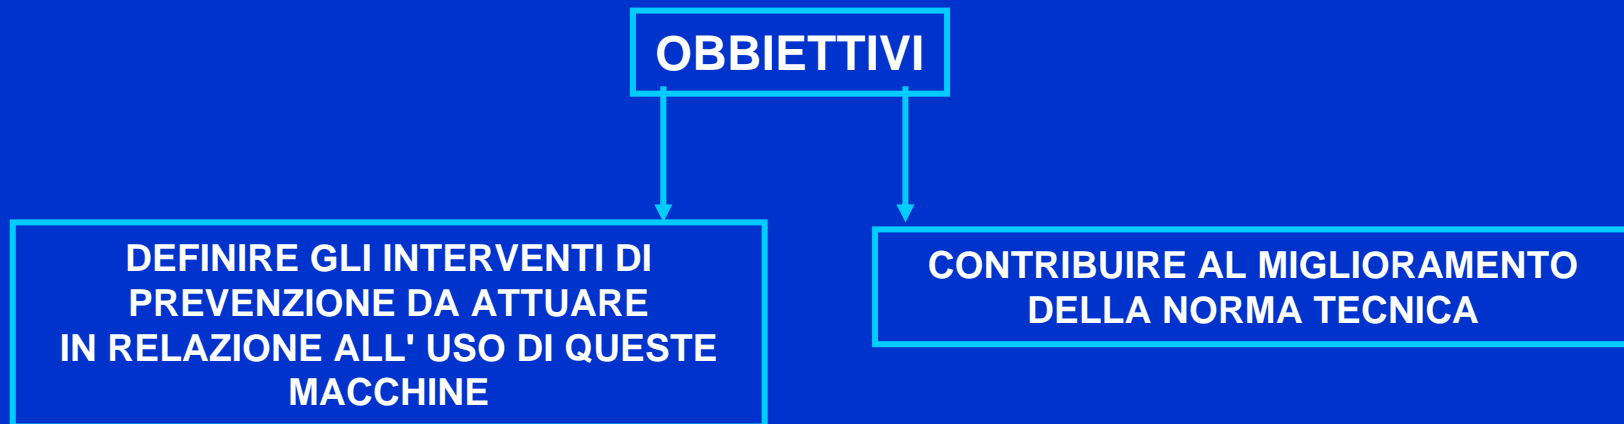 OBBIETTIVI
DEFINIRE GLI INTERVENTI DI
PREVENZIONE DA ATTUARE
IN RELAZIONE ALL' USO DI QUESTE
MACCHINE
CONTRIBUIRE AL MIGLIORAMENTO
DELLA NORMA TECNICA